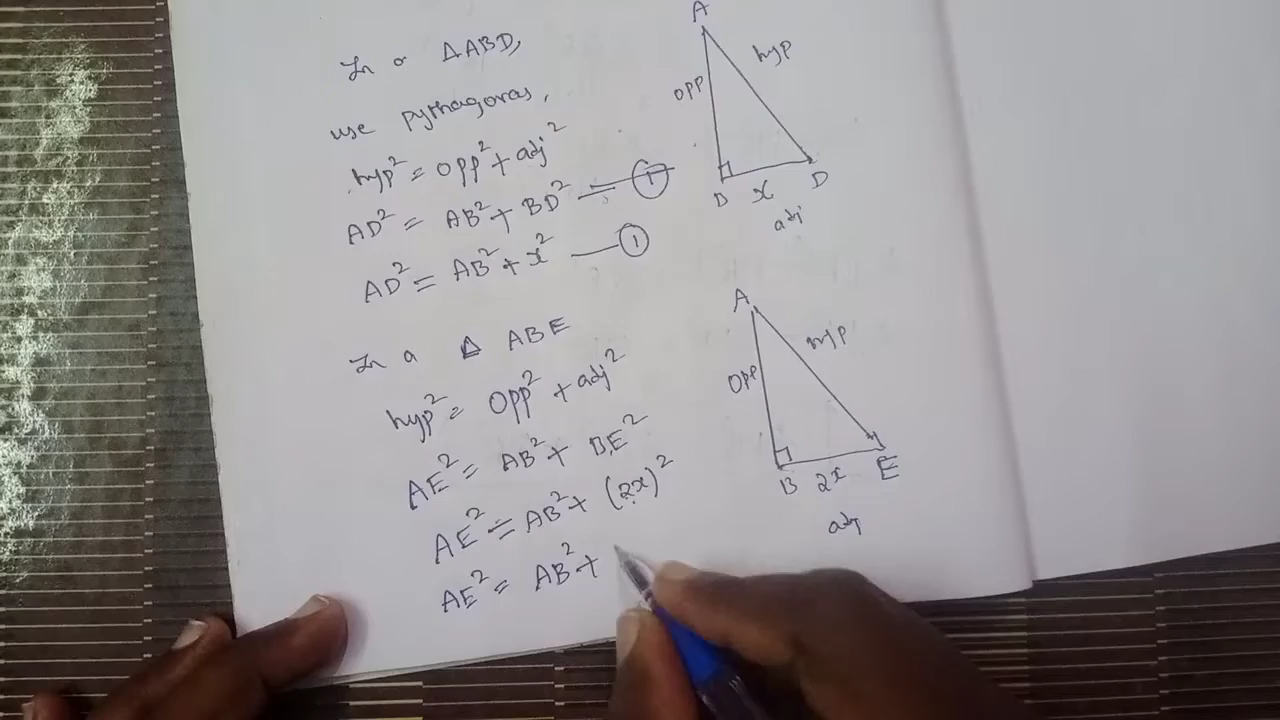 In a ΔABD,
use pythagoras,
hyp² = opp² + adj²
AD² = AB² + BD² — ①
AD² = AB² + x² — ①
In a Δ ABE
hyp² = opp² + adj²
AE² = AB² + BE²
AE² = AB² + (2x)²
AE² = AB² +
A
hyp
opp
B x D
adj
A
hyp
opp
B 2x E
adj